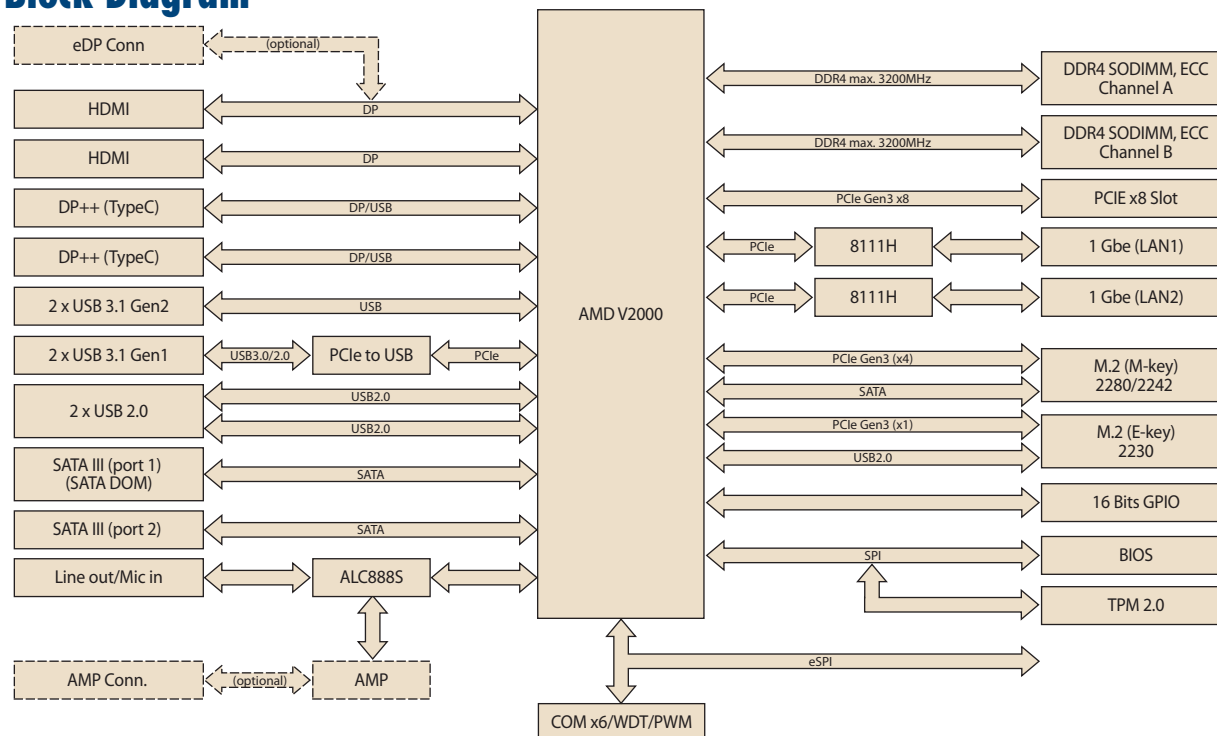 Block Diagram
eDP Conn
(optional)
HDMI
DP
HDMI
DP
DP++ (TypeC)
DP/USB
DP++ (TypeC)
DP/USB
2 x USB 3.1 Gen2
USB
2 x USB 3.1 Gen1
USB3.0/2.0
PCIe to USB
PCIe
2 x USB 2.0
USB2.0
USB2.0
SATA III (port 1)
(SATA DOM)
SATA
SATA III (port 2)
SATA
Line out/Mic in
ALC888S
AMP Conn.
(optional)
AMP
AMD V2000
COM x6/WDT/PWM
DDR4 max. 3200MHz
DDR4 SODIMM, ECC
Channel A
DDR4 max. 3200MHz
DDR4 SODIMM, ECC
Channel B
PCIe Gen3 x8
PCIE x8 Slot
PCIe
8111H
1 Gbe (LAN1)
PCIe
8111H
1 Gbe (LAN2)
PCIe Gen3 (x4)
SATA
M.2 (M-key)
2280/2242
PCIe Gen3 (x1)
USB2.0
M.2 (E-key)
2230
16 Bits GPIO
SPI
BIOS
TPM 2.0
eSPI